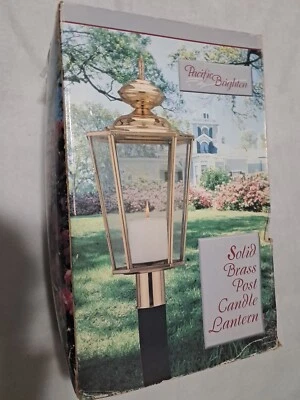 Pacific
Brighton
Solid
Brass
Post
Candle
Lantern